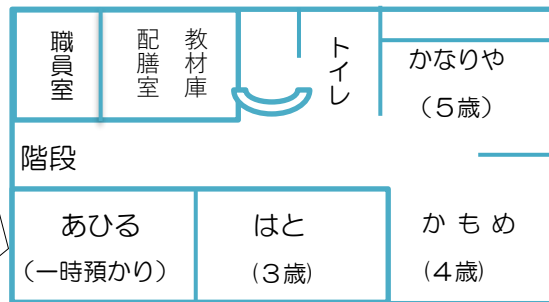 職員室
配膳室
教材庫
トイレ
かなりや
（５歳）
階段
あひる
（一時預かり）
はと
（３歳）
か も め
（４歳）